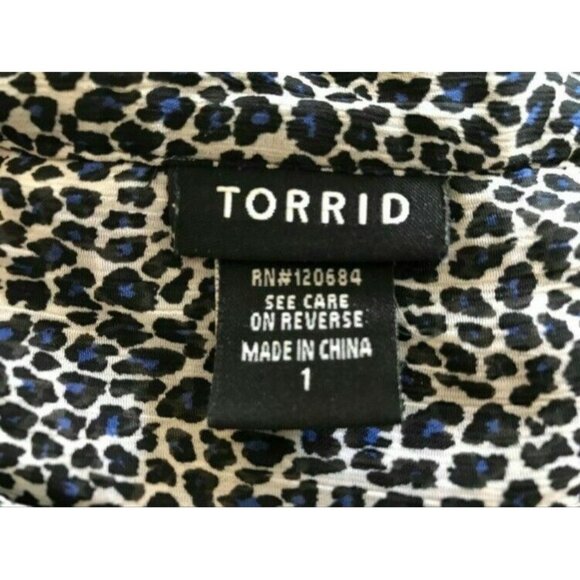 TORRID
RN#120684
SEE CARE
ON REVERSE
MADE IN CHINA
1